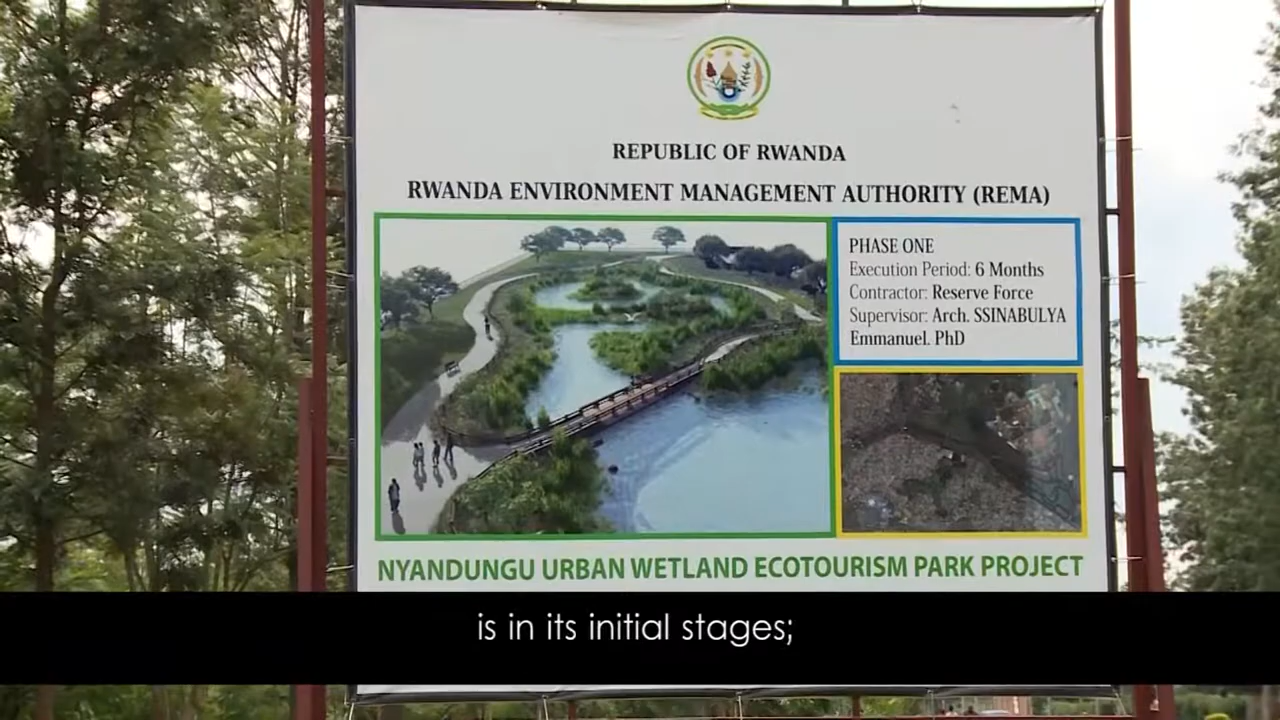 REPUBLIC OF RWANDA
RWANDA ENVIRONMENT MANAGEMENT AUTHORITY (REMA)
PHASE ONE
Execution Period: 6 Months
Contractor: Reserve Force
Supervisor: Arch. SSINABULYA
Emmanuel. PhD
NYANDUNGU URBAN WETLAND ECOTOURISM PARK PROJECT
is in its initial stages;